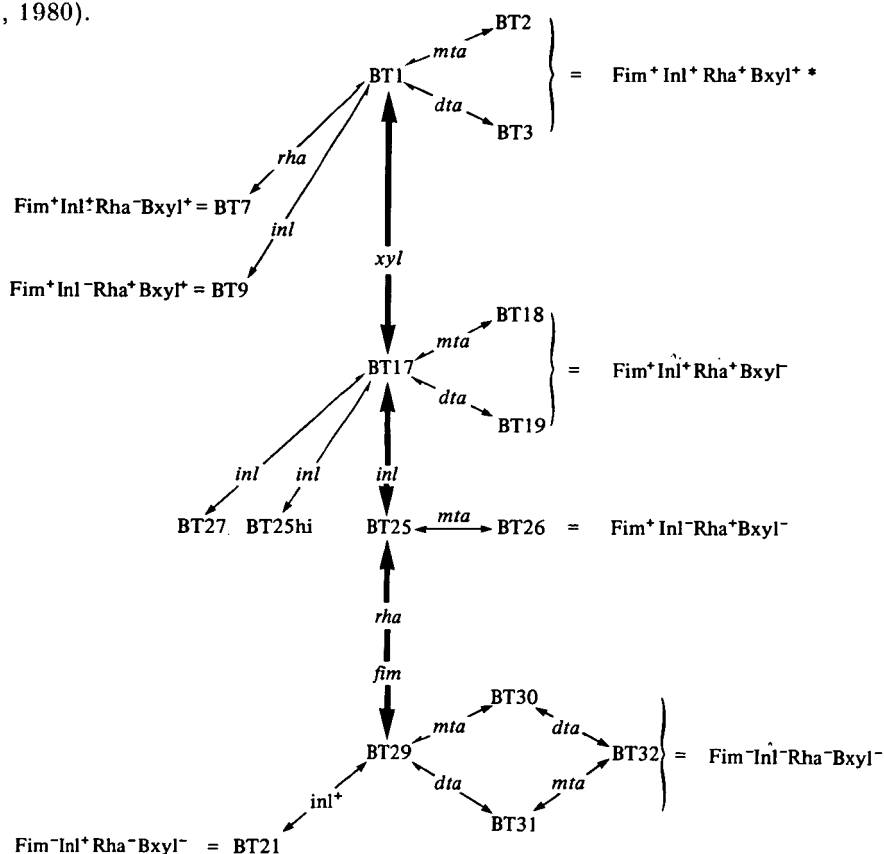 , 1980).
BT2
mta
BT1
= Fim⁺ Inl⁺ Rha⁺ Bxyl⁺ *
dta
BT3
rha
Fim⁺Inl⁺Rha⁻Bxyl⁺ = BT7
inl
xyl
Fim⁺Inl⁻Rha⁺Bxyl⁺ = BT9
BT18
mta
BT17
= Fim⁺Inl⁺Rha⁺Bxyl⁻
dta
BT19
inl inl inl
mta
BT27 BT25hi BT25 BT26 = Fim⁺Inl⁻Rha⁺Bxyl⁻
rha
fim
BT30
mta dta
BT29 BT32 = Fim⁻Inl⁻Rha⁻Bxyl⁻
dta mta
inl⁺
BT31
Fim⁻Inl⁺Rha⁻Bxyl⁻ = BT21